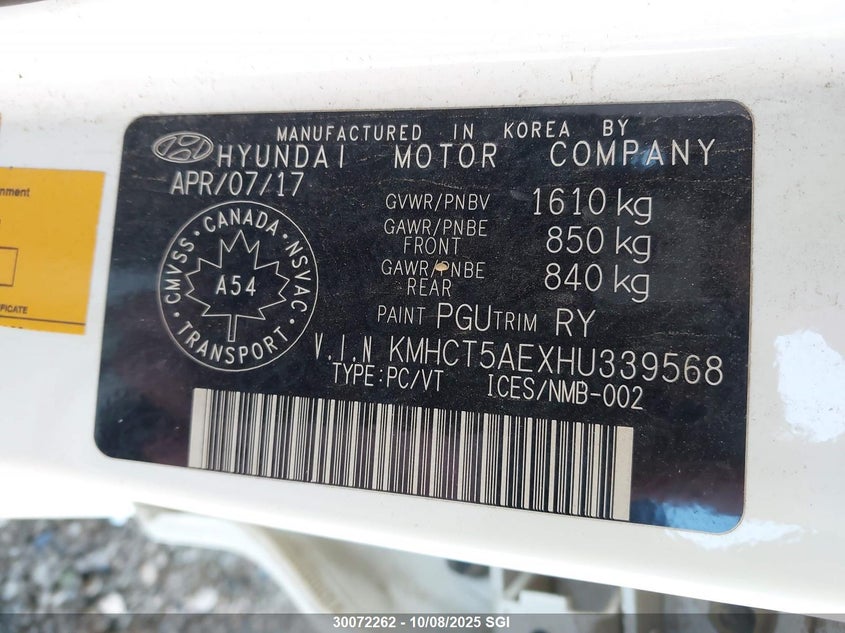 MANUFACTURED IN KOREA BY
HYUNDAI MOTOR COMPANY
APR/07/17
GVWR/PNBV 1610 kg
GAWR/PNBE FRONT 850 kg
GAWR/PNBE REAR 840 kg
PAINT PGU TRIM RY
CANADA
CMVSS · NSVAC
A54
TRANSPORT
V.I.N KMHCT5AEXHU339568
TYPE:PC/VT ICES/NMB-002
nment
IFICATE
30072262 - 10/08/2025 SGI